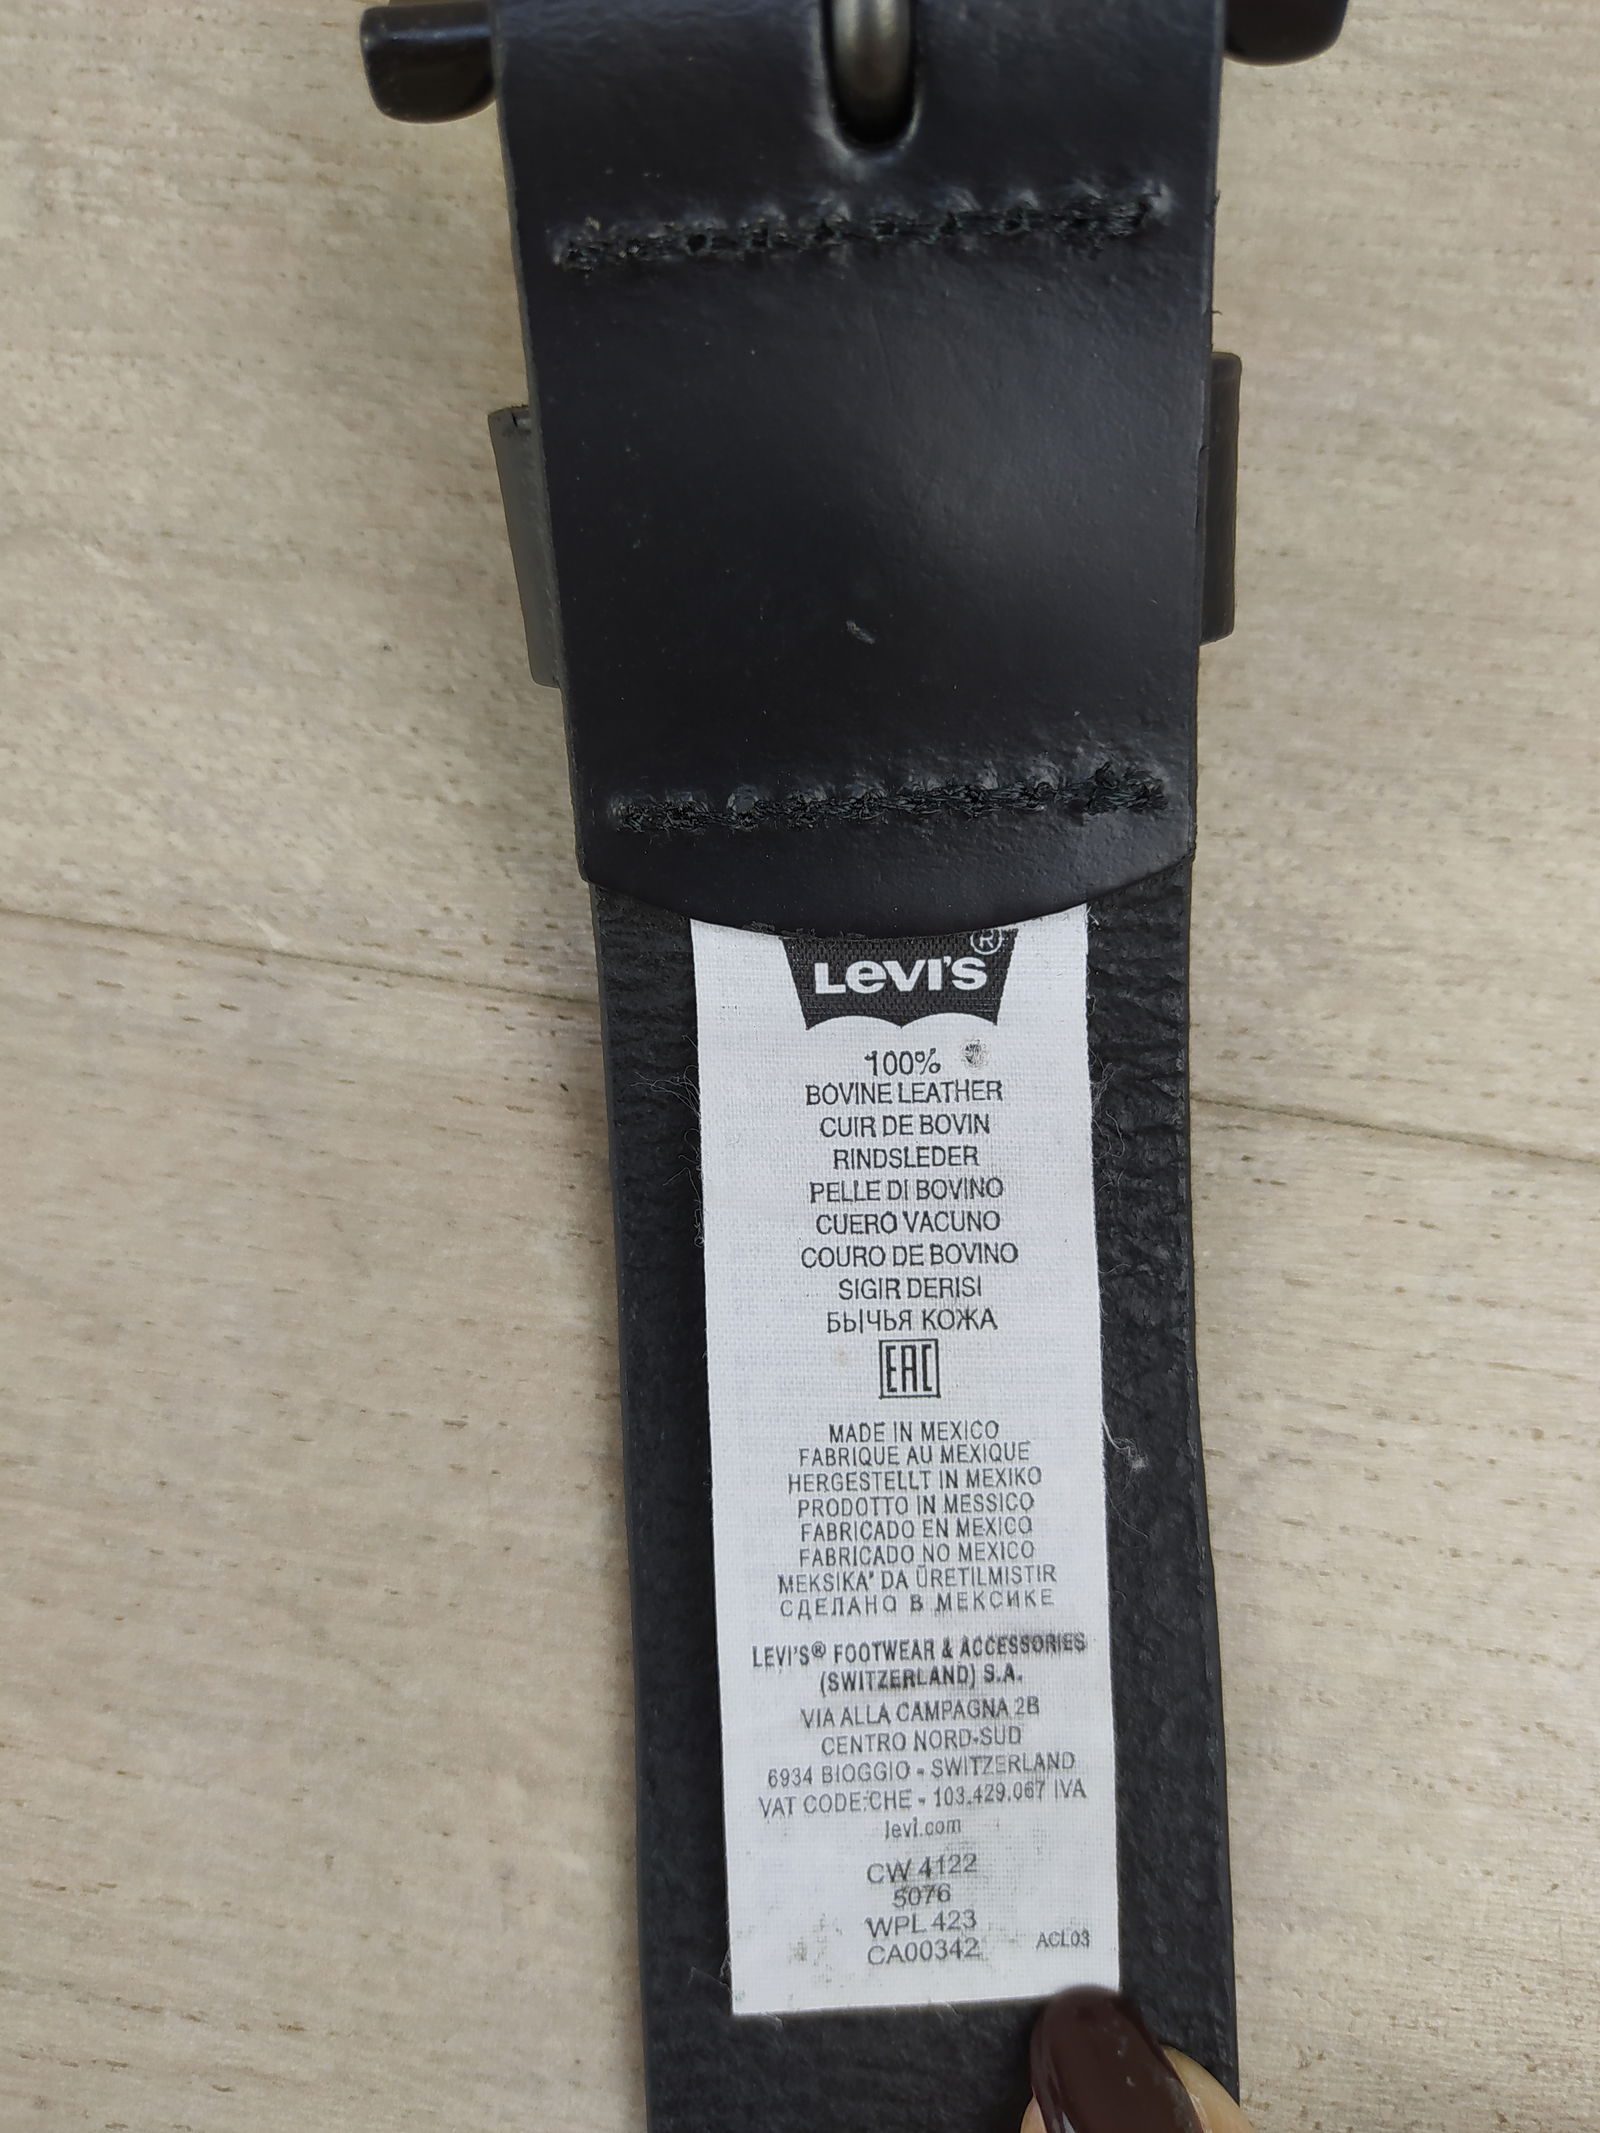 LEVI'S®
100%
BOVINE LEATHER
CUIR DE BOVIN
RINDSLEDER
PELLE DI BOVINO
CUERO VACUNO
COURO DE BOVINO
SIGIR DERISI
БЫЧЬЯ КОЖА
EAC
MADE IN MEXICO
FABRIQUE AU MEXIQUE
HERGESTELLT IN MEXIKO
PRODOTTO IN MESSICO
FABRICADO EN MEXICO
FABRICADO NO MEXICO
MEKSIKA' DA ÜRETILMISTIR
СДЕЛАНО В МЕКСИКЕ
LEVI'S® FOOTWEAR & ACCESSORIES
(SWITZERLAND) S.A.
VIA ALLA CAMPAGNA 2B
CENTRO NORD-SUD
6934 BIOGGIO - SWITZERLAND
VAT CODE:CHE - 103.429.067 IVA
levi.com
CW 4122
5076
WPL 423
CA00342
ACL03